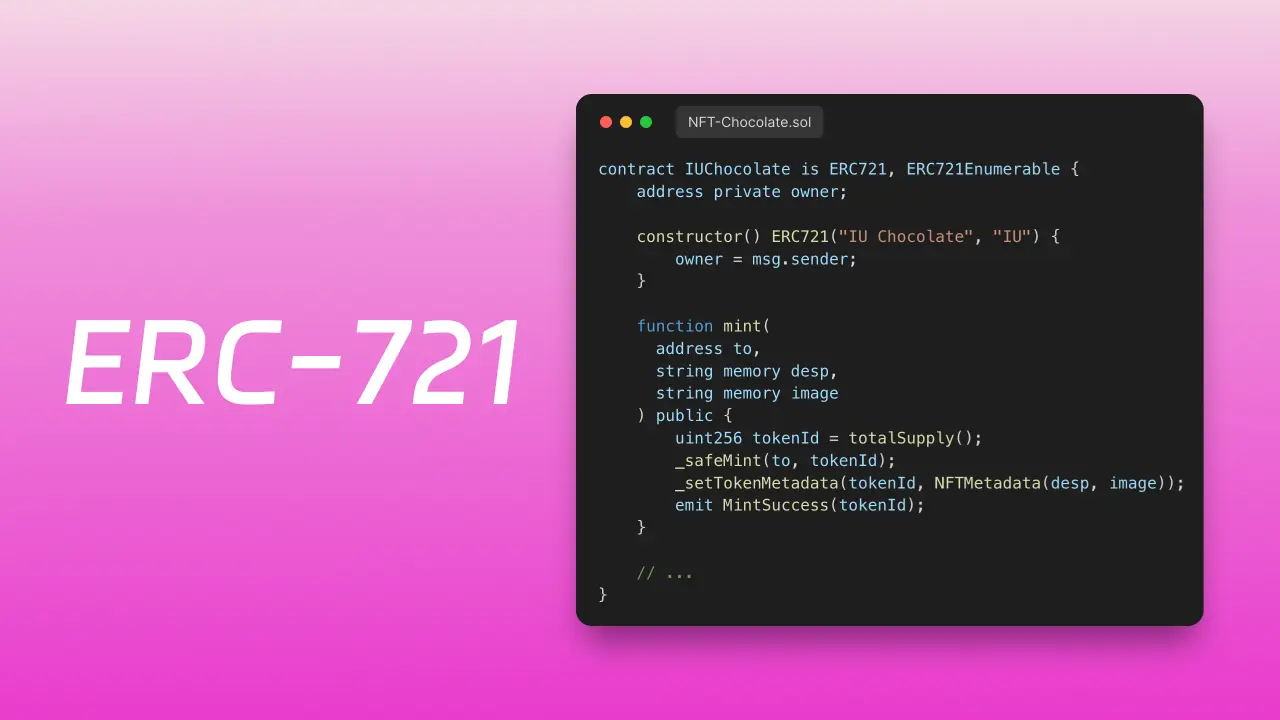 ERC-721
NFT-Chocolate.sol
contract IUChocolate is ERC721, ERC721Enumerable {
    address private owner;

    constructor() ERC721("IU Chocolate", "IU") {
        owner = msg.sender;
    }

    function mint(
      address to,
      string memory desp,
      string memory image
    ) public {
        uint256 tokenId = totalSupply();
        _safeMint(to, tokenId);
        _setTokenMetadata(tokenId, NFTMetadata(desp, image));
        emit MintSuccess(tokenId);
    }

    // ...
}